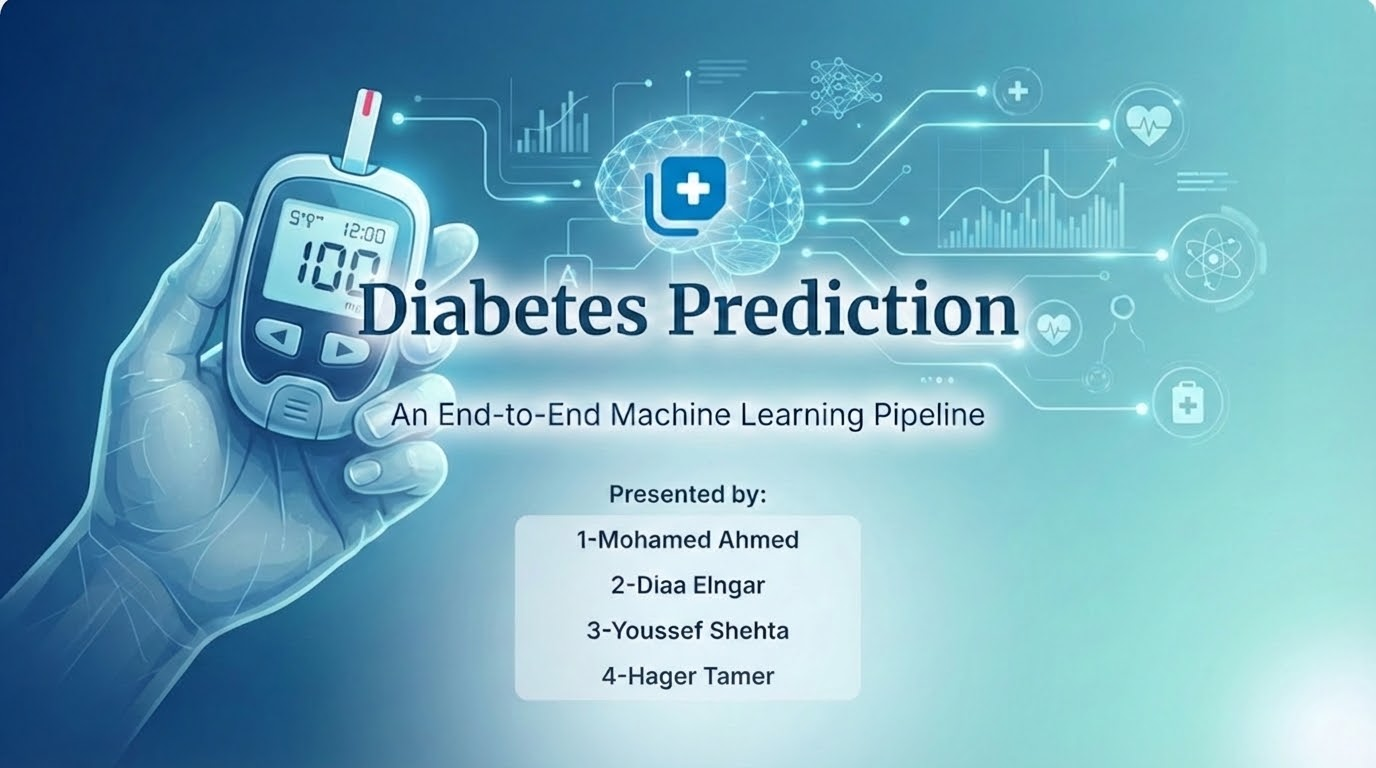 12:00
100
Diabetes Prediction
An End-to-End Machine Learning Pipeline
Presented by:
1-Mohamed Ahmed
2-Diaa Elngar
3-Youssef Shehta
4-Hager Tamer